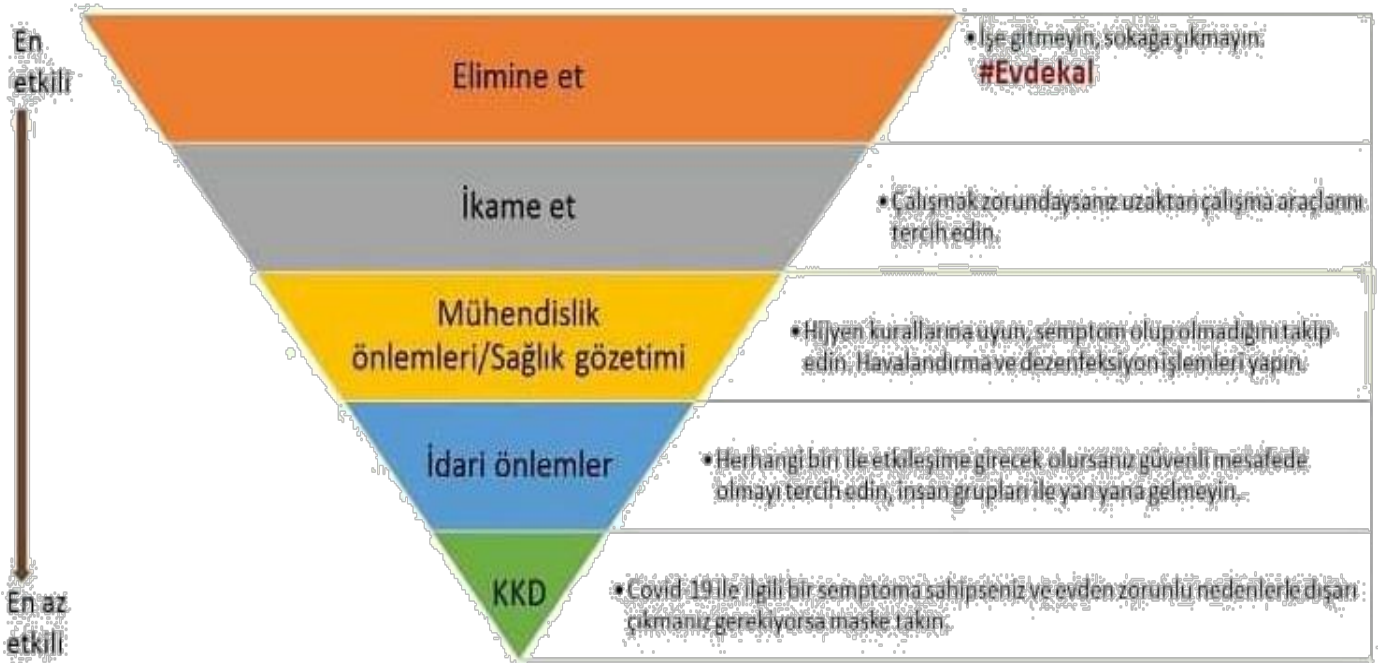 En
etkili
Elimine et
• İşe gitmeyin, sokağa çıkmayın.
#Evdekal
İkame et
• Çalışmak zorundaysanız uzaktan çalışma araçlarını
tercih edin.
Mühendislik
önlemleri/Sağlık gözetimi
• Hijyen kurallarına uyun, semptom olup olmadığını takip
edin. Havalandırma ve dezenfeksiyon işlemleri yapın.
İdari önlemler
• Herhangi biri ile etkileşime girecek olursanız güvenli mesafede
olmayı tercih edin, insan grupları ile yan yana gelmeyin.
KKD
• Covid-19 ile ilgili bir semptoma sahipseniz ve evden zorunlu nedenlerle dışarı
çıkmanız gerekiyorsa maske takın.
En az
etkili